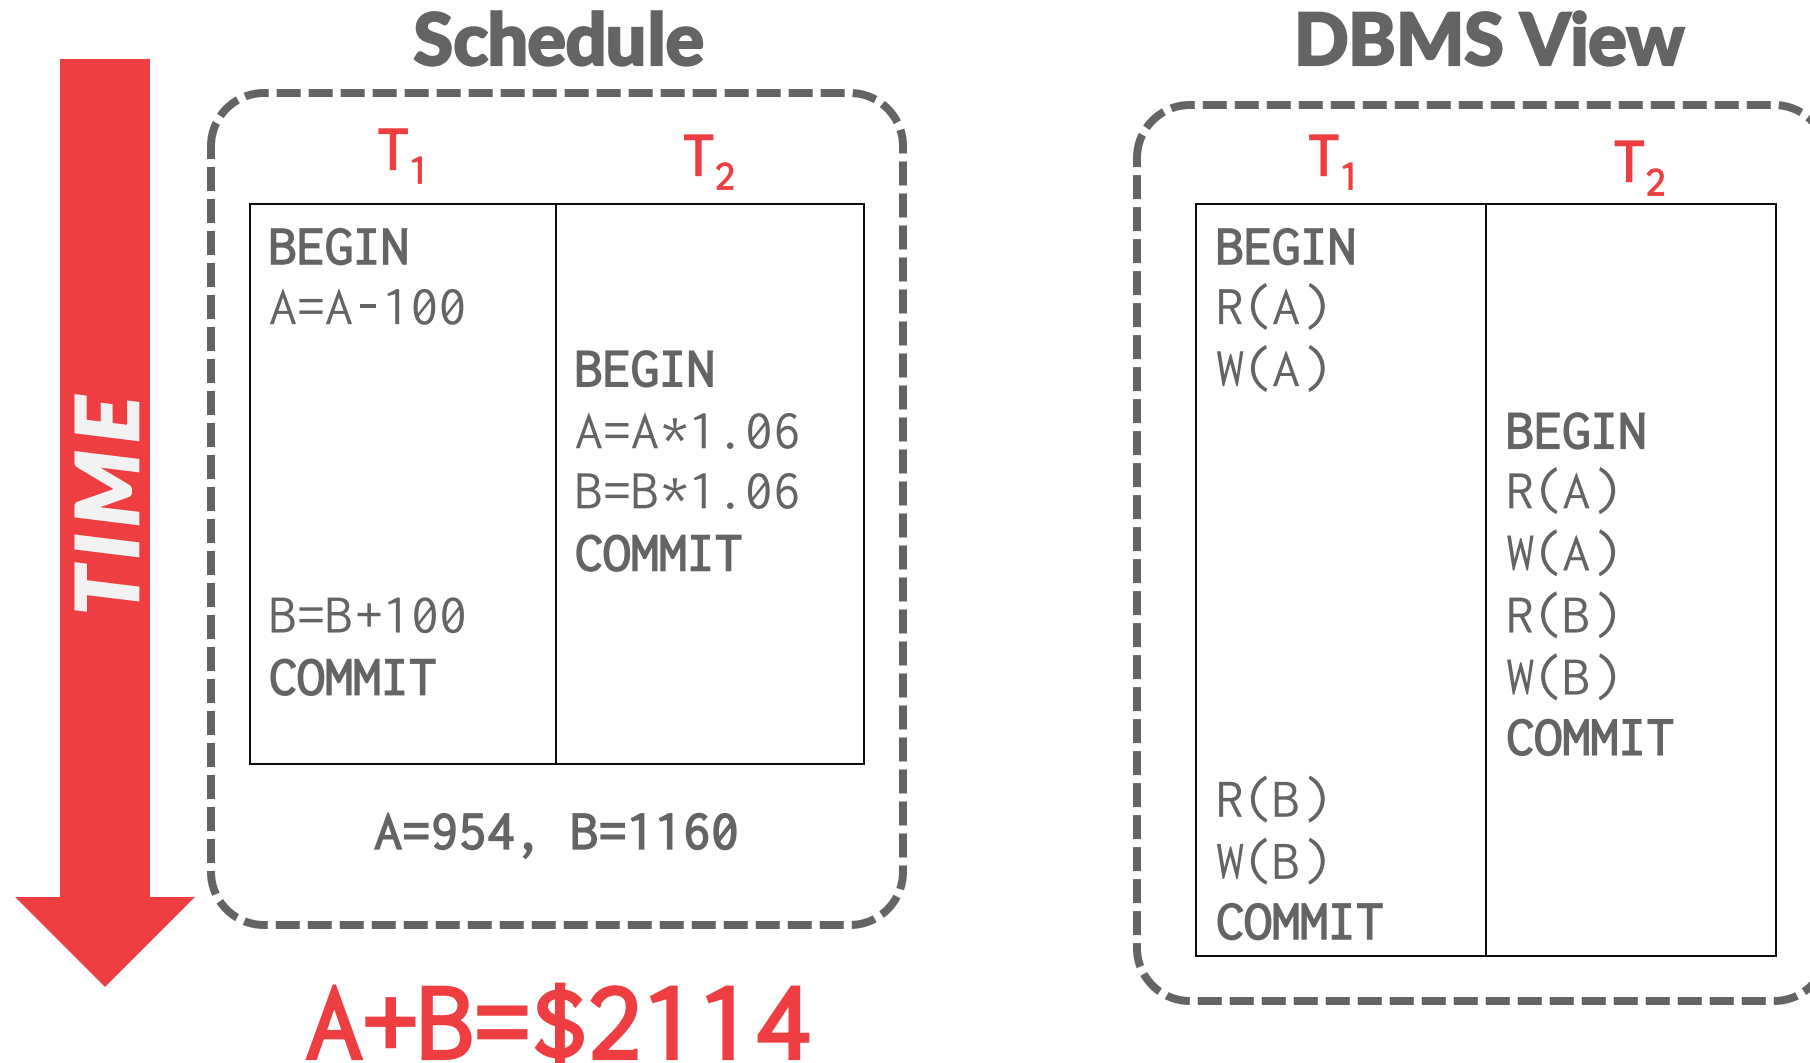 Schedule
T1 T2
BEGIN
A=A-100
BEGIN
A=A*1.06
B=B*1.06
COMMIT
B=B+100
COMMIT
A=954, B=1160
A+B=$2114
TIME
DBMS View
T1 T2
BEGIN
R(A)
W(A)
BEGIN
R(A)
W(A)
R(B)
W(B)
COMMIT
R(B)
W(B)
COMMIT